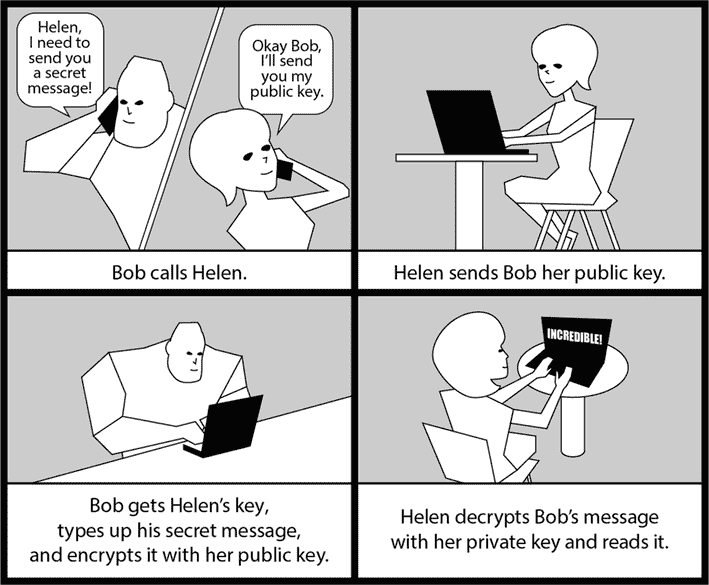 Helen,
I need to
send you
a secret
message!
Okay Bob,
I'll send
you my
public key.
Bob calls Helen.
Helen sends Bob her public key.
INCREDIBLE!
Bob gets Helen’s key,
types up his secret message,
and encrypts it with her public key.
Helen decrypts Bob’s message
with her private key and reads it.